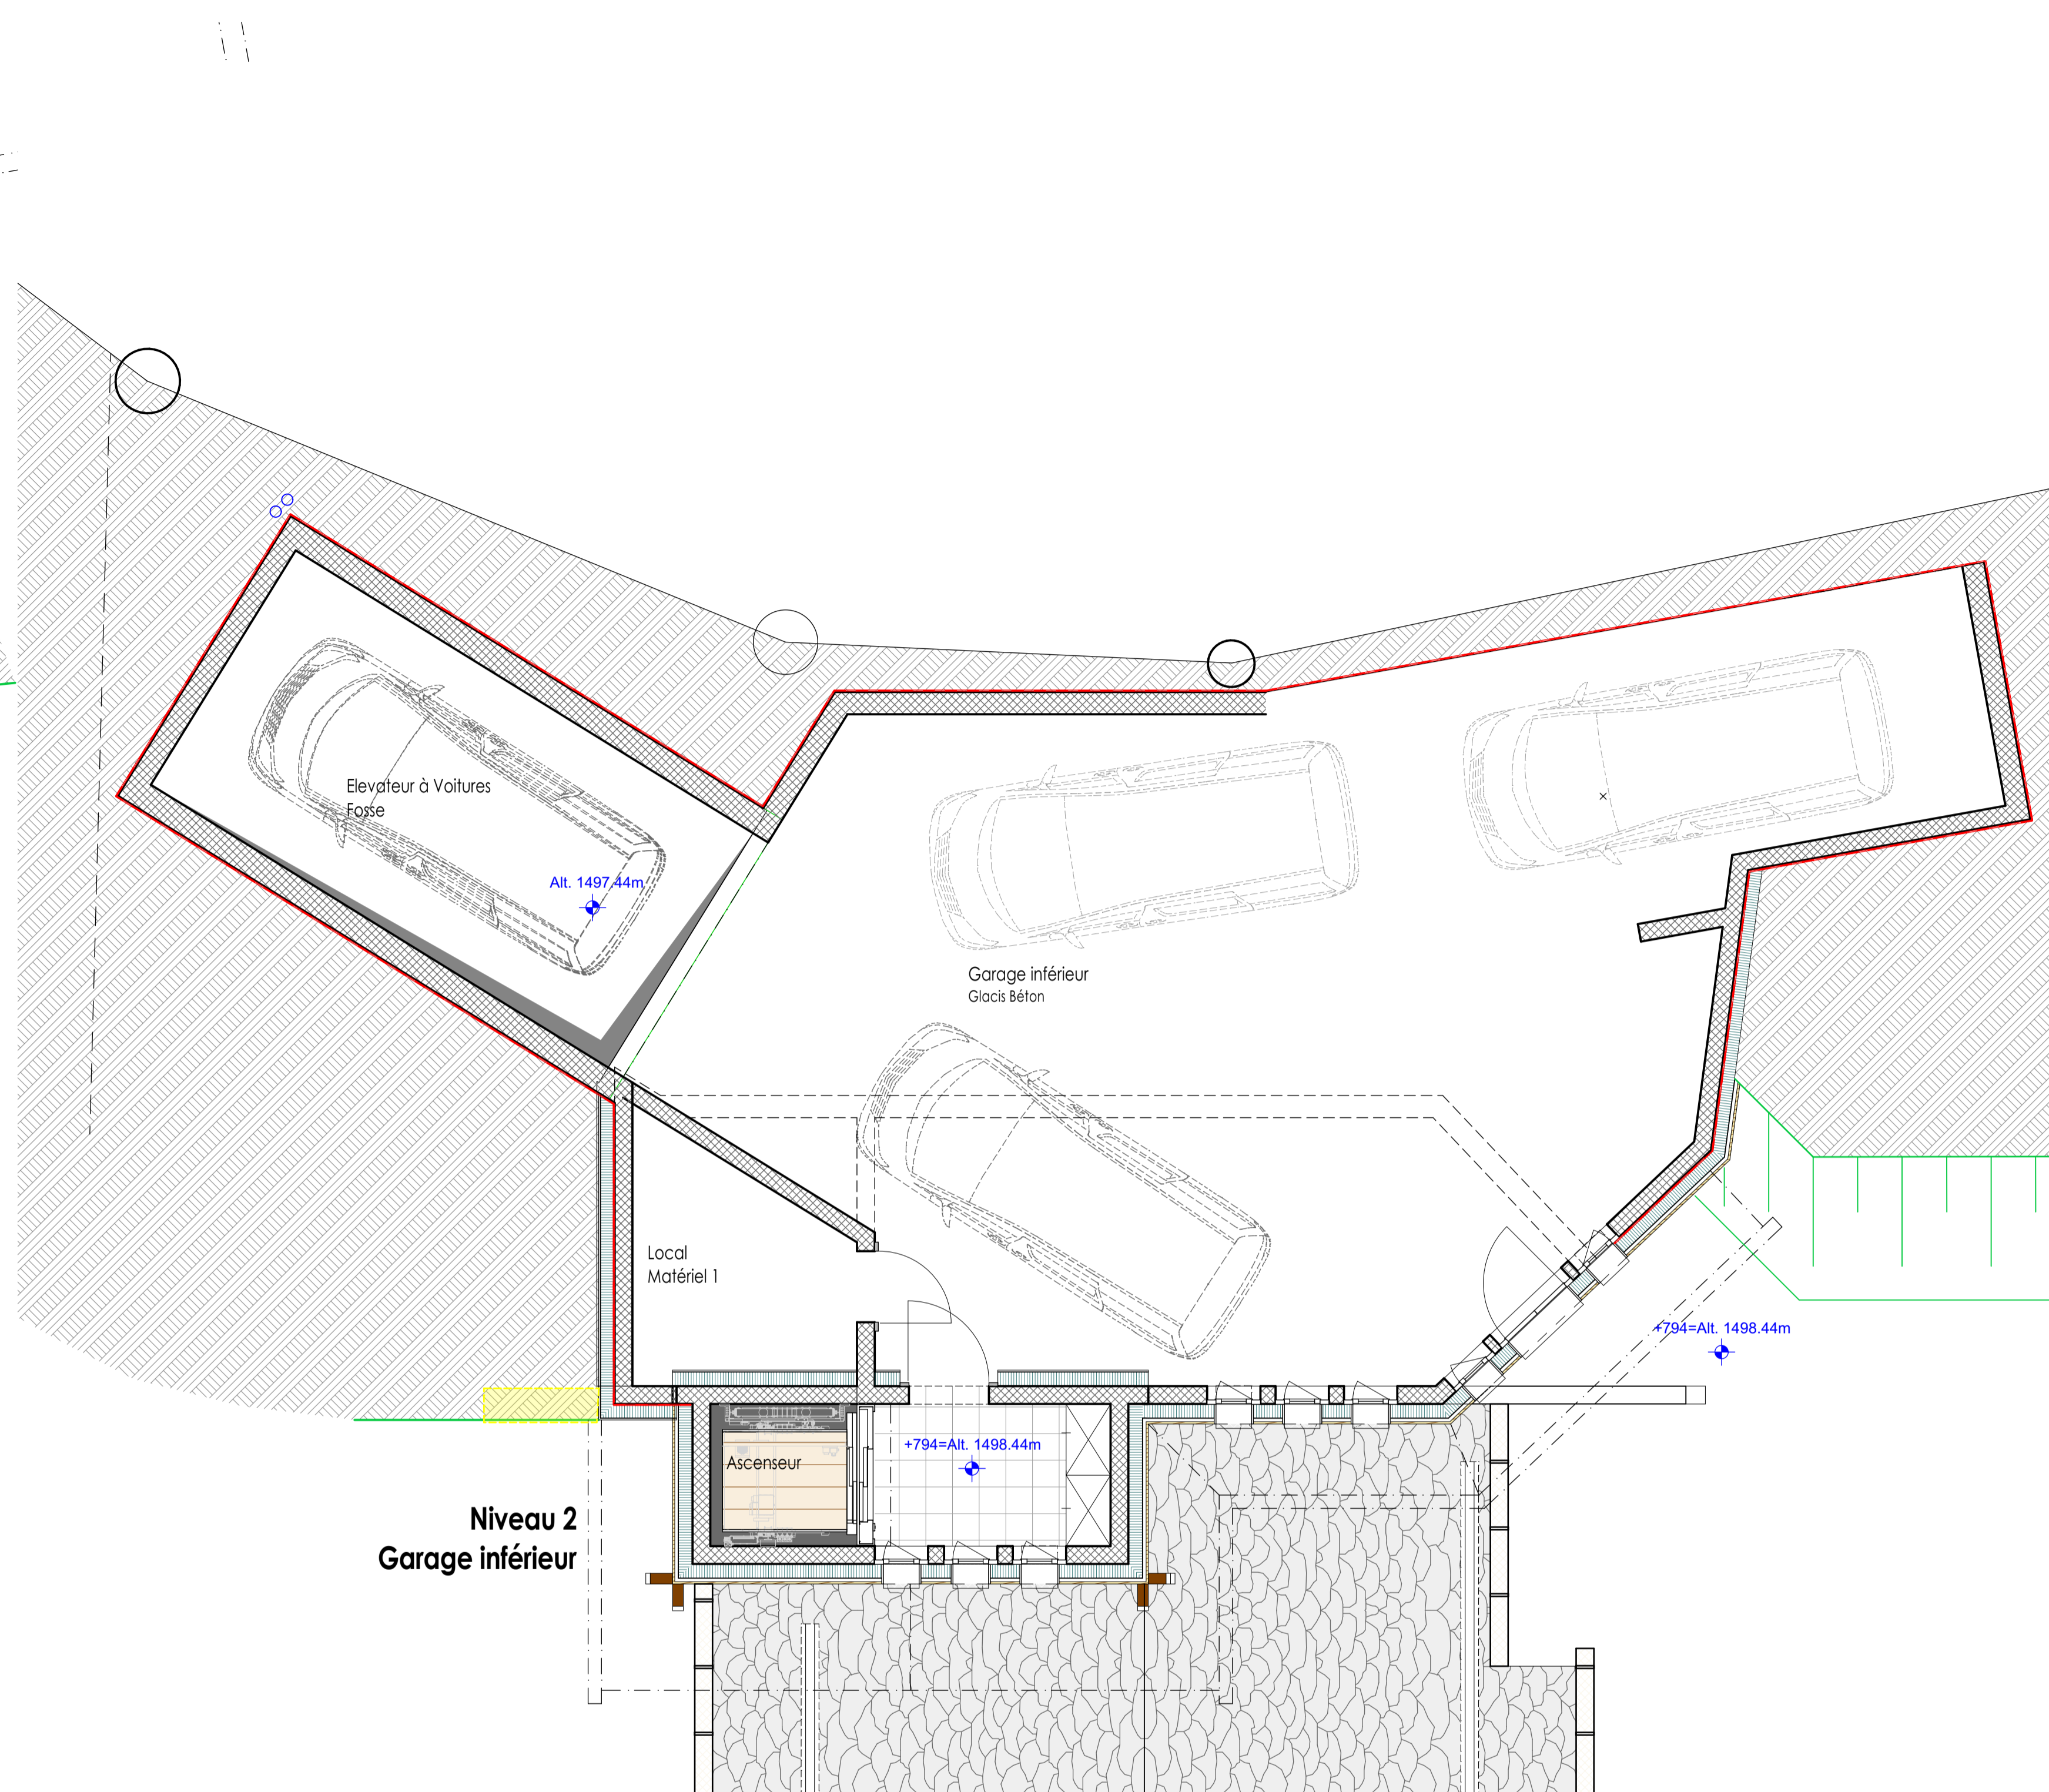 Elevateur à Voitures
Fosse
Alt. 1497.44m
Garage inférieur
Glacis Béton
Local
Matériel 1
+794=Alt. 1498.44m
+794=Alt. 1498.44m
Ascenseur
Niveau 2
Garage inférieur